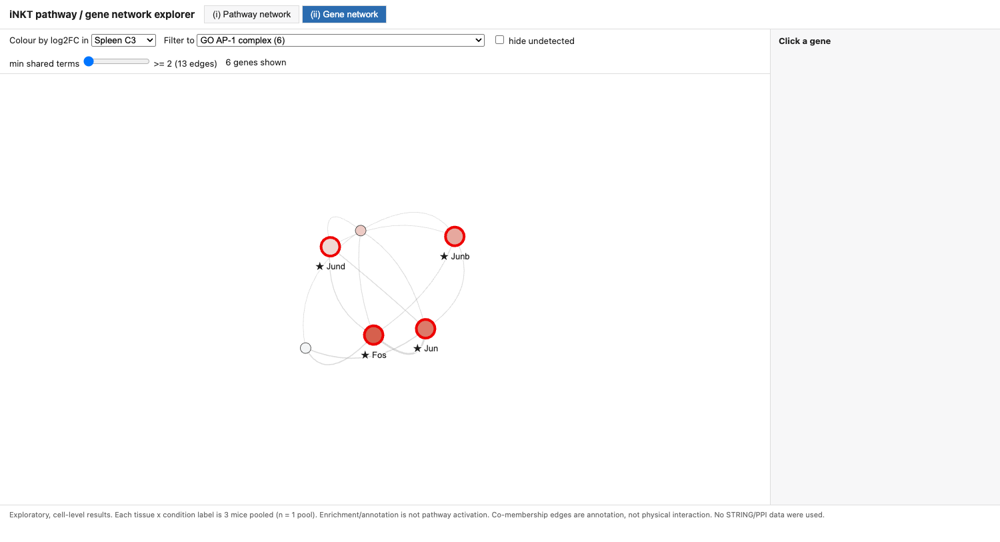 iNKT pathway / gene network explorer (i) Pathway network (ii) Gene network
Colour by log2FC in Spleen C3 Filter to GO AP-1 complex (6) hide undetected
min shared terms >= 2 (13 edges) 6 genes shown
Click a gene
★ Junb
★ Jund
★ Jun
★ Fos
Exploratory, cell-level results. Each tissue x condition label is 3 mice pooled (n = 1 pool). Enrichment/annotation is not pathway activation. Co-membership edges are annotation, not physical interaction. No STRING/PPI data were used.